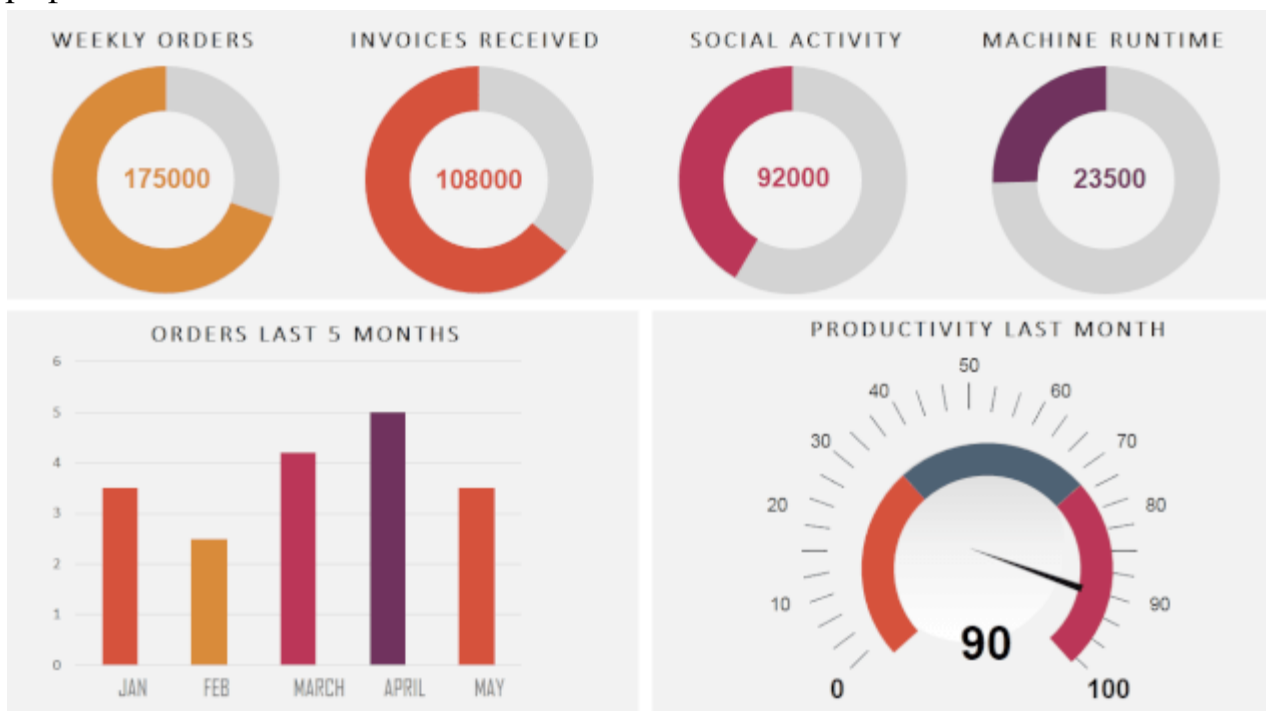 WEEKLY ORDERS
INVOICES RECEIVED
SOCIAL ACTIVITY
MACHINE RUNTIME
175000
108000
92000
23500
ORDERS LAST 5 MONTHS
6
5
4
3
2
1
0
JAN FEB MARCH APRIL MAY
PRODUCTIVITY LAST MONTH
50
40 60
30 70
20 80
10 90
90
0 100